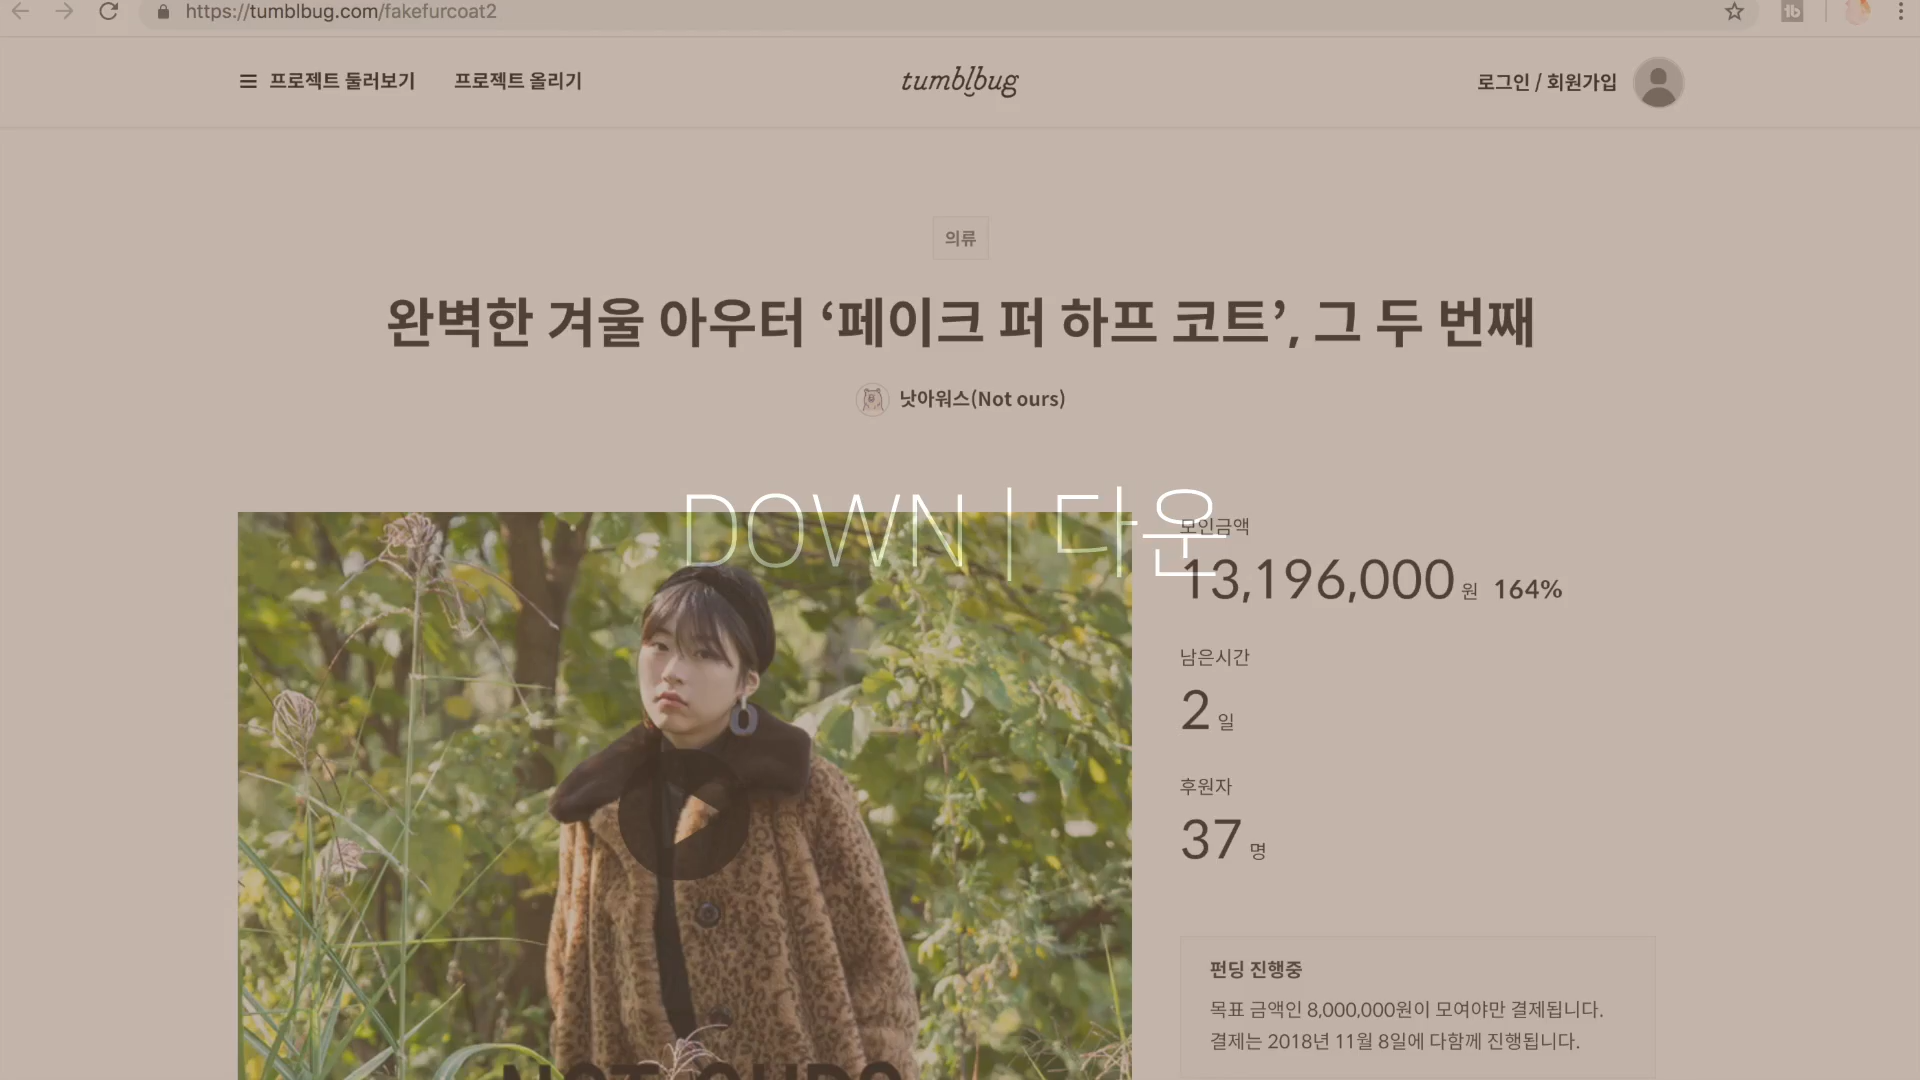 https://tumblbug.com/fakefurcoat2
프로젝트 둘러보기
프로젝트 올리기
tumblbug
로그인 / 회원가입
의류
완벽한 겨울 아우터 ‘페이크 퍼 하프 코트’, 그 두 번째
낫아워스(Not ours)
DOWN | 다운
모인금액
13,196,000 원 164%
남은시간
2 일
후원자
37 명
펀딩 진행중
목표 금액인 8,000,000원이 모여야만 결제됩니다.
결제는 2018년 11월 8일에 다함께 진행됩니다.
NOT OURS